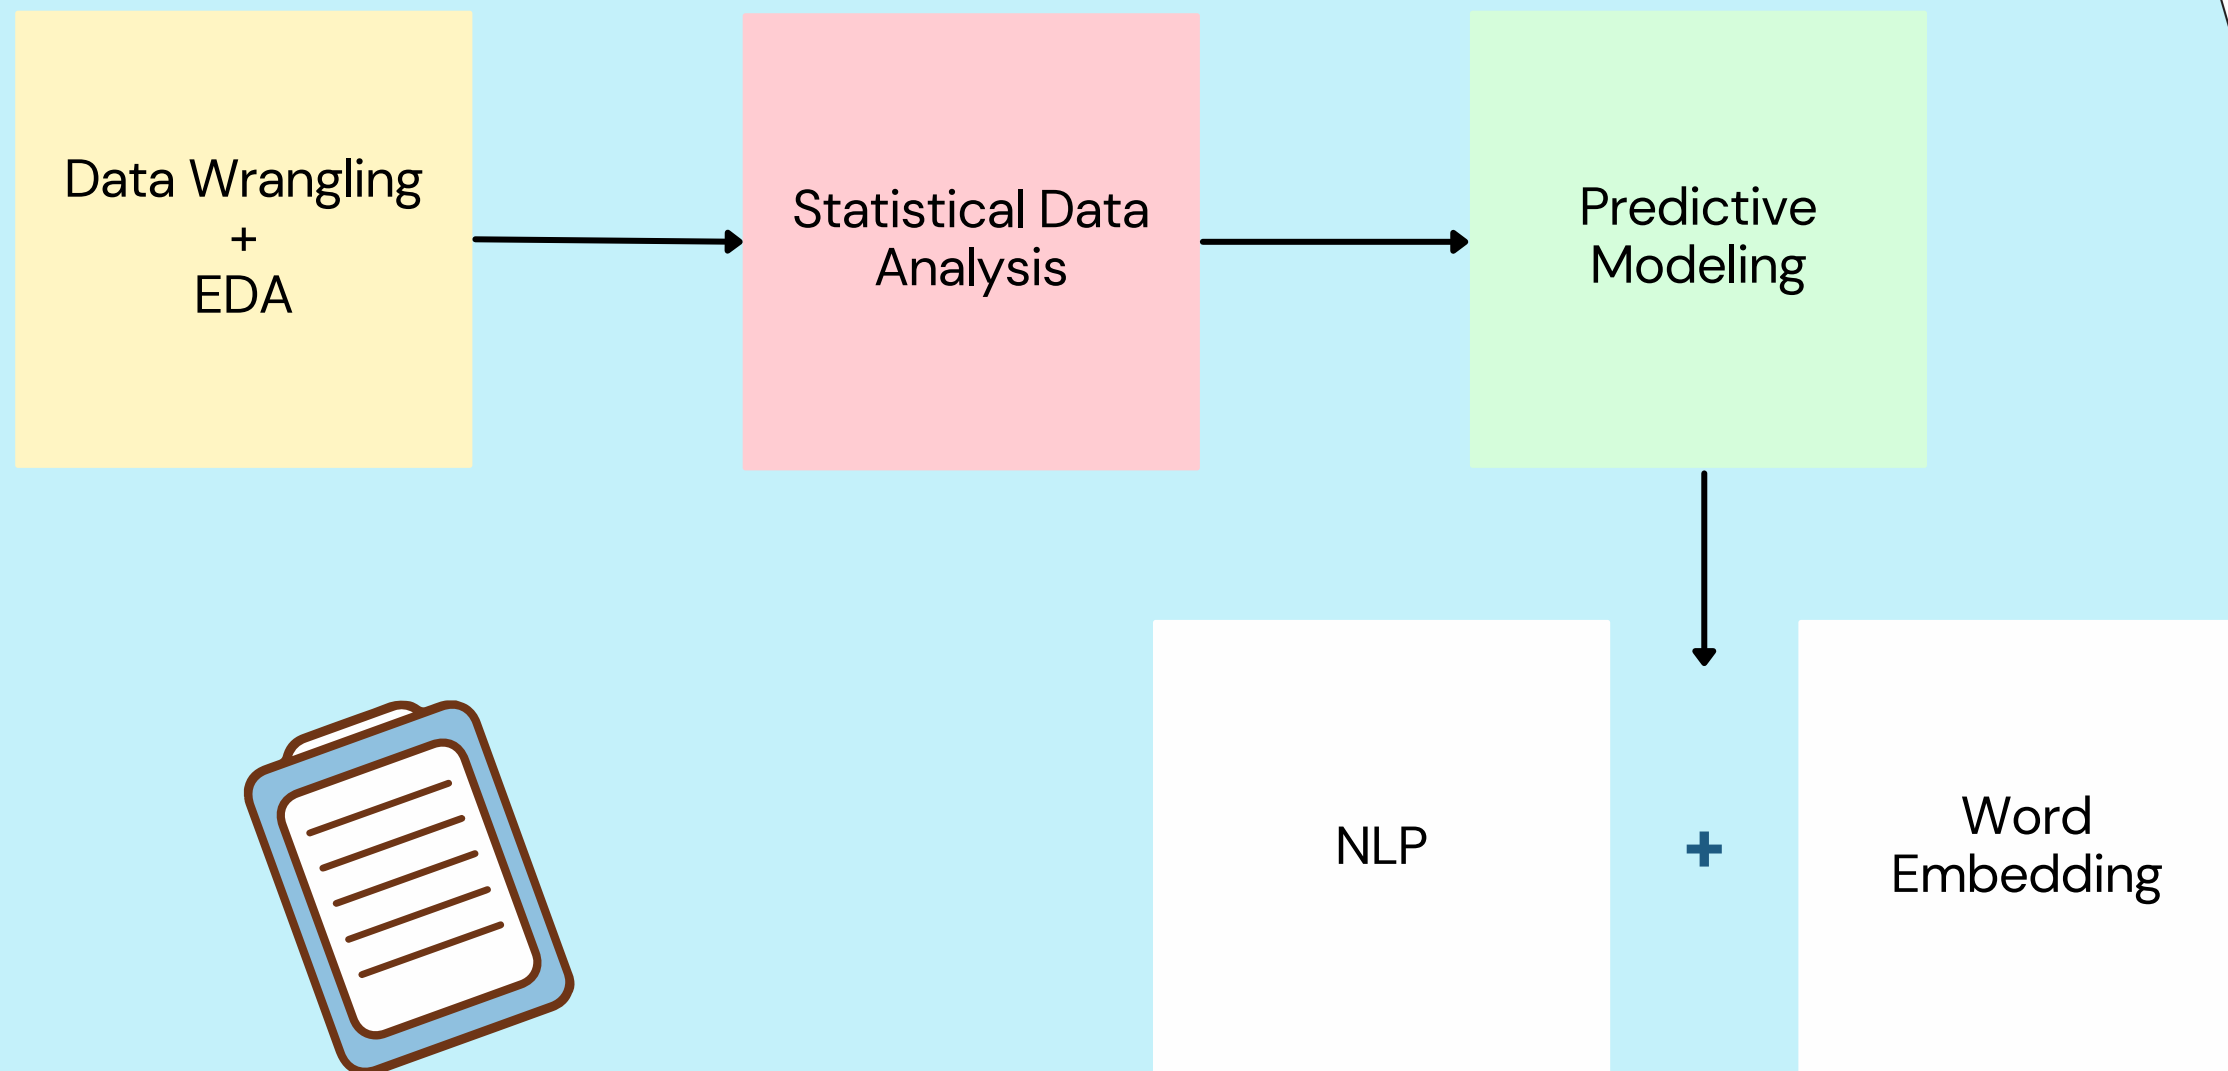 Data Wrangling
+
EDA
Statistical Data
Analysis
Predictive
Modeling
NLP
+
Word
Embedding